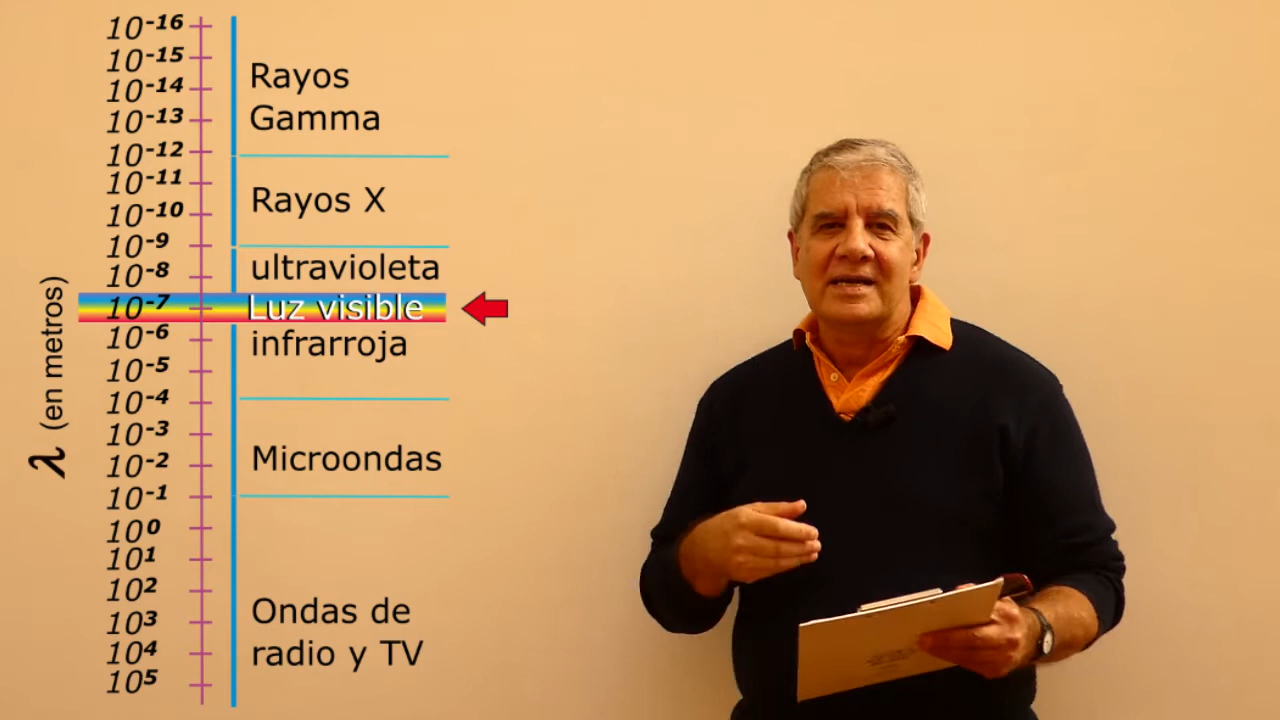 10⁻¹⁶
10⁻¹⁵
10⁻¹⁴
10⁻¹³
10⁻¹²
10⁻¹¹
10⁻¹⁰
10⁻⁹
10⁻⁸
10⁻⁷
10⁻⁶
10⁻⁵
10⁻⁴
10⁻³
10⁻²
10⁻¹
10⁰
10¹
10²
10³
10⁴
10⁵
λ (en metros)
Rayos
Gamma
Rayos X
ultravioleta
Luz visible
infrarroja
Microondas
Ondas de
radio y TV